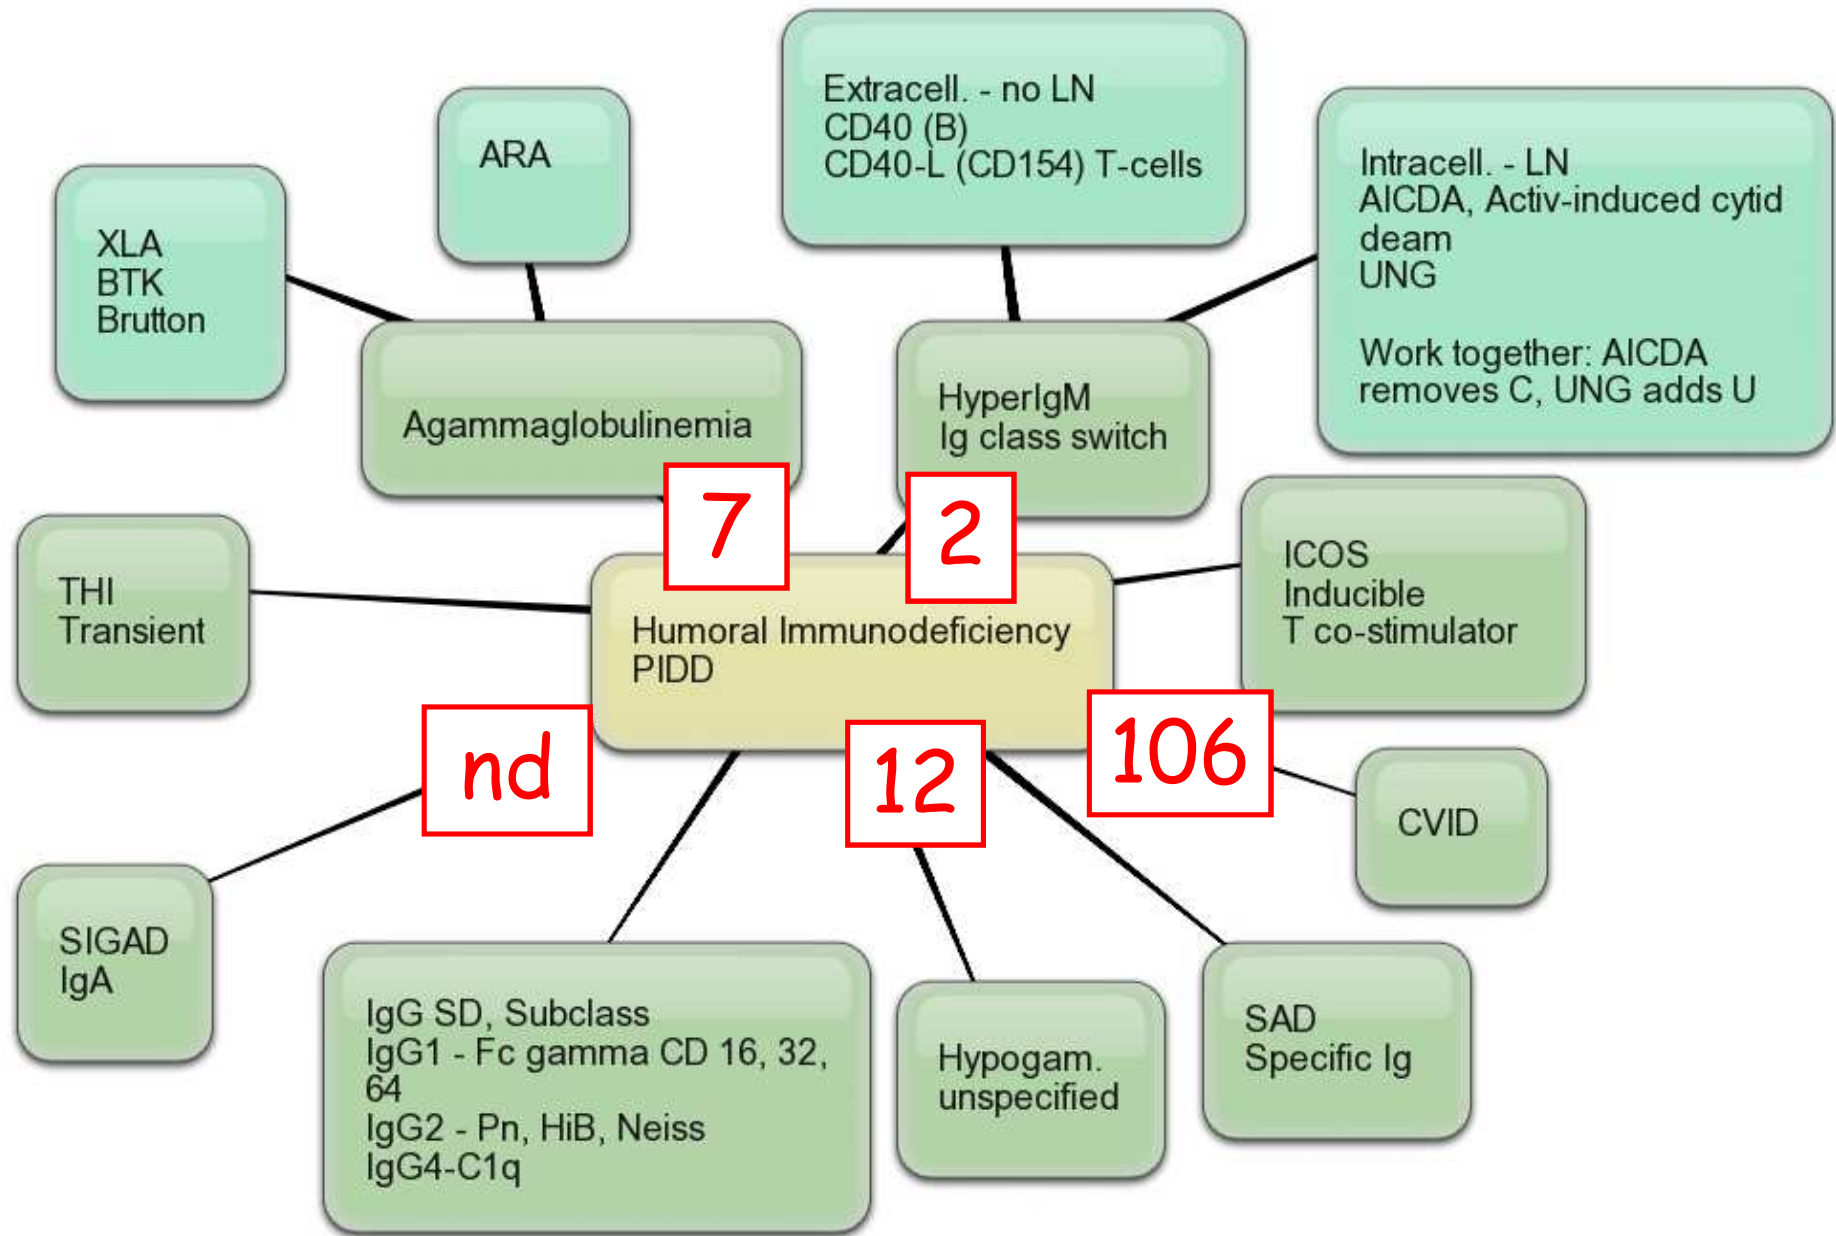 Extracell. - no LN
CD40 (B)
CD40-L (CD154) T-cells
ARA
Intracell. - LN
AICDA, Activ-induced cytid
deam
UNG
Work together: AICDA
removes C, UNG adds U
XLA
BTK
Brutton
Agammaglobulinemia
HyperIgM
Ig class switch
7
2
THI
Transient
Humoral Immunodeficiency
PIDD
ICOS
Inducible
T co-stimulator
nd
12
106
CVID
SIGAD
IgA
IgG SD, Subclass
IgG1 - Fc gamma CD 16, 32,
64
IgG2 - Pn, HiB, Neiss
IgG4-C1q
Hypogam.
unspecified
SAD
Specific Ig